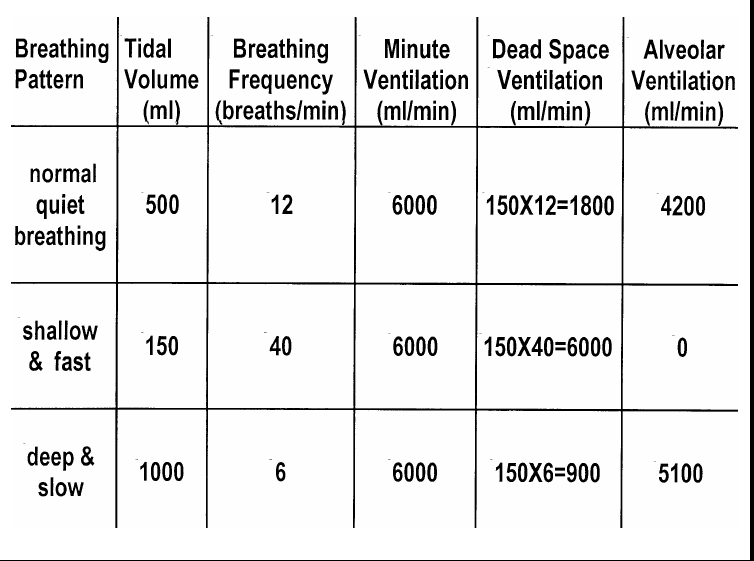 Breathing Pattern | Tidal Volume (ml) | Breathing Frequency (breaths/min) | Minute Ventilation (ml/min) | Dead Space Ventilation (ml/min) | Alveolar Ventilation (ml/min)
normal quiet breathing | 500 | 12 | 6000 | 150X12=1800 | 4200
shallow & fast | 150 | 40 | 6000 | 150X40=6000 | 0
deep & slow | 1000 | 6 | 6000 | 150X6=900 | 5100